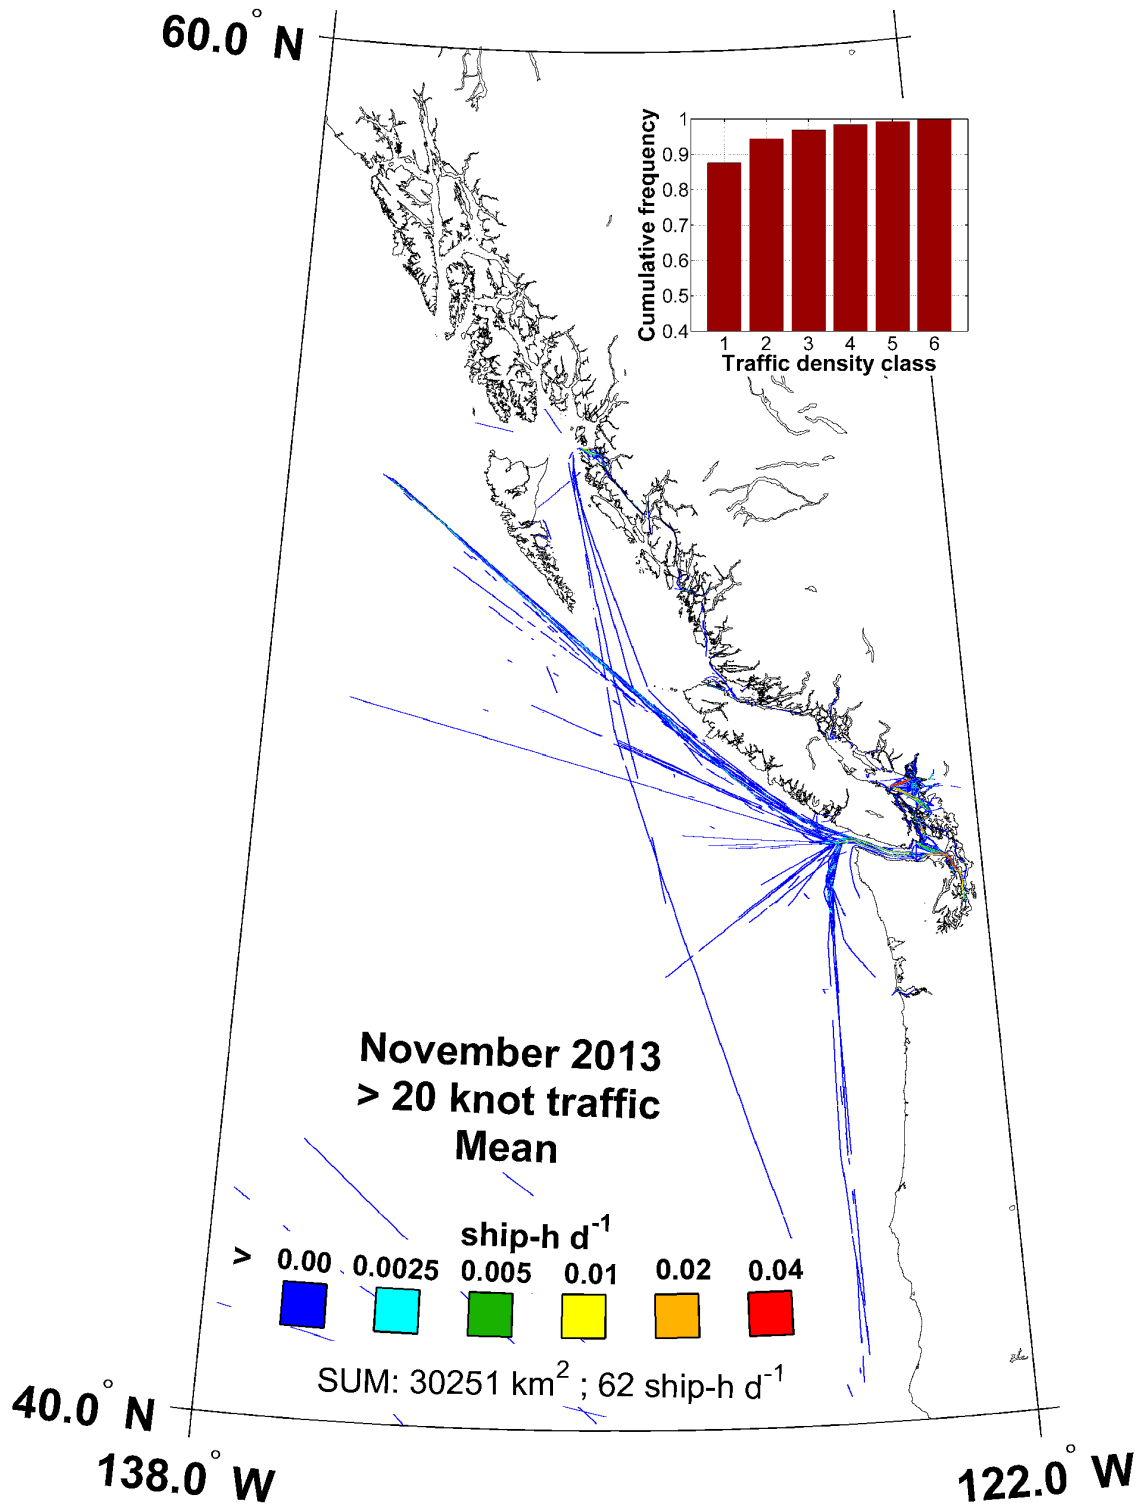 60.0° N
Cumulative frequency
1
0.9
0.8
0.7
0.6
0.5
0.4
1 2 3 4 5 6
Traffic density class
November 2013
> 20 knot traffic
Mean
ship-h d⁻¹
> 0.00 0.0025 0.005 0.01 0.02 0.04
SUM: 30251 km² ; 62 ship-h d⁻¹
40.0° N
138.0° W
122.0° W